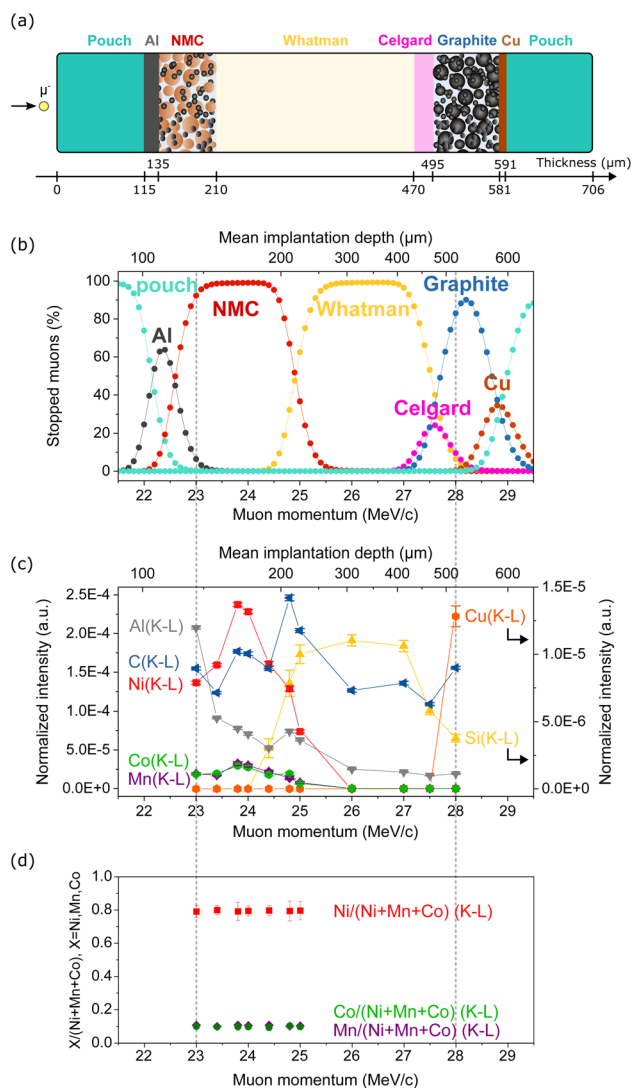 (a)
Pouch Al NMC Whatman Celgard Graphite Cu Pouch
μ-
135 495 591 Thickness (μm)
0 115 210 470 581 706
(b)
Mean implantation depth (μm)
100 200 300 400 500 600
Stopped muons (%)
100
80
60
40
20
0
pouch
Al
NMC
Whatman
Graphite
Celgard
Cu
22 23 24 25 26 27 28 29
Muon momentum (MeV/c)
(c)
Mean implantation depth (μm)
100 200 300 400 500 600
Normalized intensity (a.u.)
2.5E-4
2.0E-4
1.5E-4
1.0E-4
5.0E-5
0.0E+0
Al(K-L)
C(K-L)
Ni(K-L)
Co(K-L)
Mn(K-L)
Cu(K-L)
Si(K-L)
1.5E-5
1.0E-5
5.0E-6
0.0E+0
Normalized intensity (a.u.)
22 23 24 25 26 27 28 29
Muon momentum (MeV/c)
(d)
X/(Ni+Mn+Co), X=Ni,Mn,Co
1.0
0.8
0.6
0.4
0.2
0.0
Ni/(Ni+Mn+Co) (K-L)
Co/(Ni+Mn+Co) (K-L)
Mn/(Ni+Mn+Co) (K-L)
22 23 24 25 26 27 28 29
Muon momentum (MeV/c)